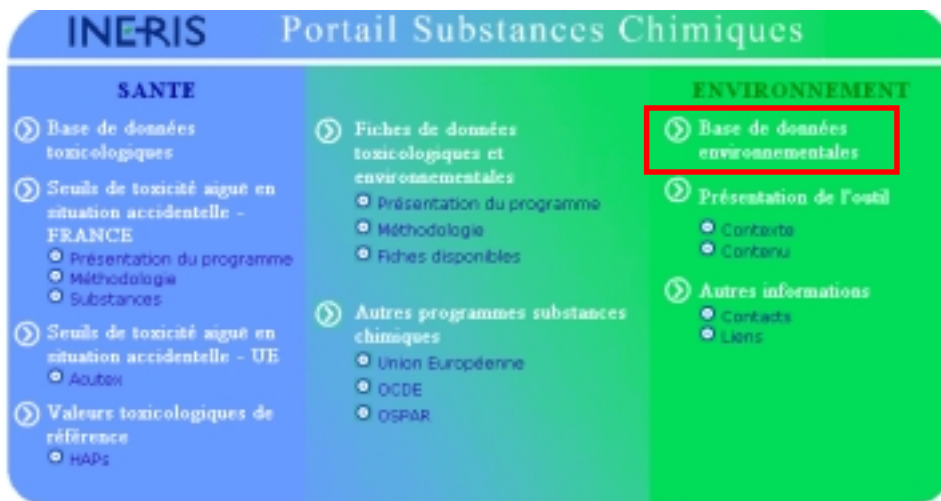 INERIS Portail Substances Chimiques
SANTE
Base de données
toxicologiques
Seuils de toxicité aiguë en
situation accidentelle -
FRANCE
Présentation du programme
Méthodologie
Substances
Seuils de toxicité aiguë en
situation accidentelle - UE
Acutex
Valeurs toxicologiques de
référence
HAPs
Fiches de données
toxicologiques et
environnementales
Présentation du programme
Méthodologie
Fiches disponibles
Autres programmes substances
chimiques
Union Européenne
OCDE
OSPAR
ENVIRONNEMENT
Base de données
environnementales
Présentation de l'outil
Contexte
Contenu
Autres informations
Contacts
Liens